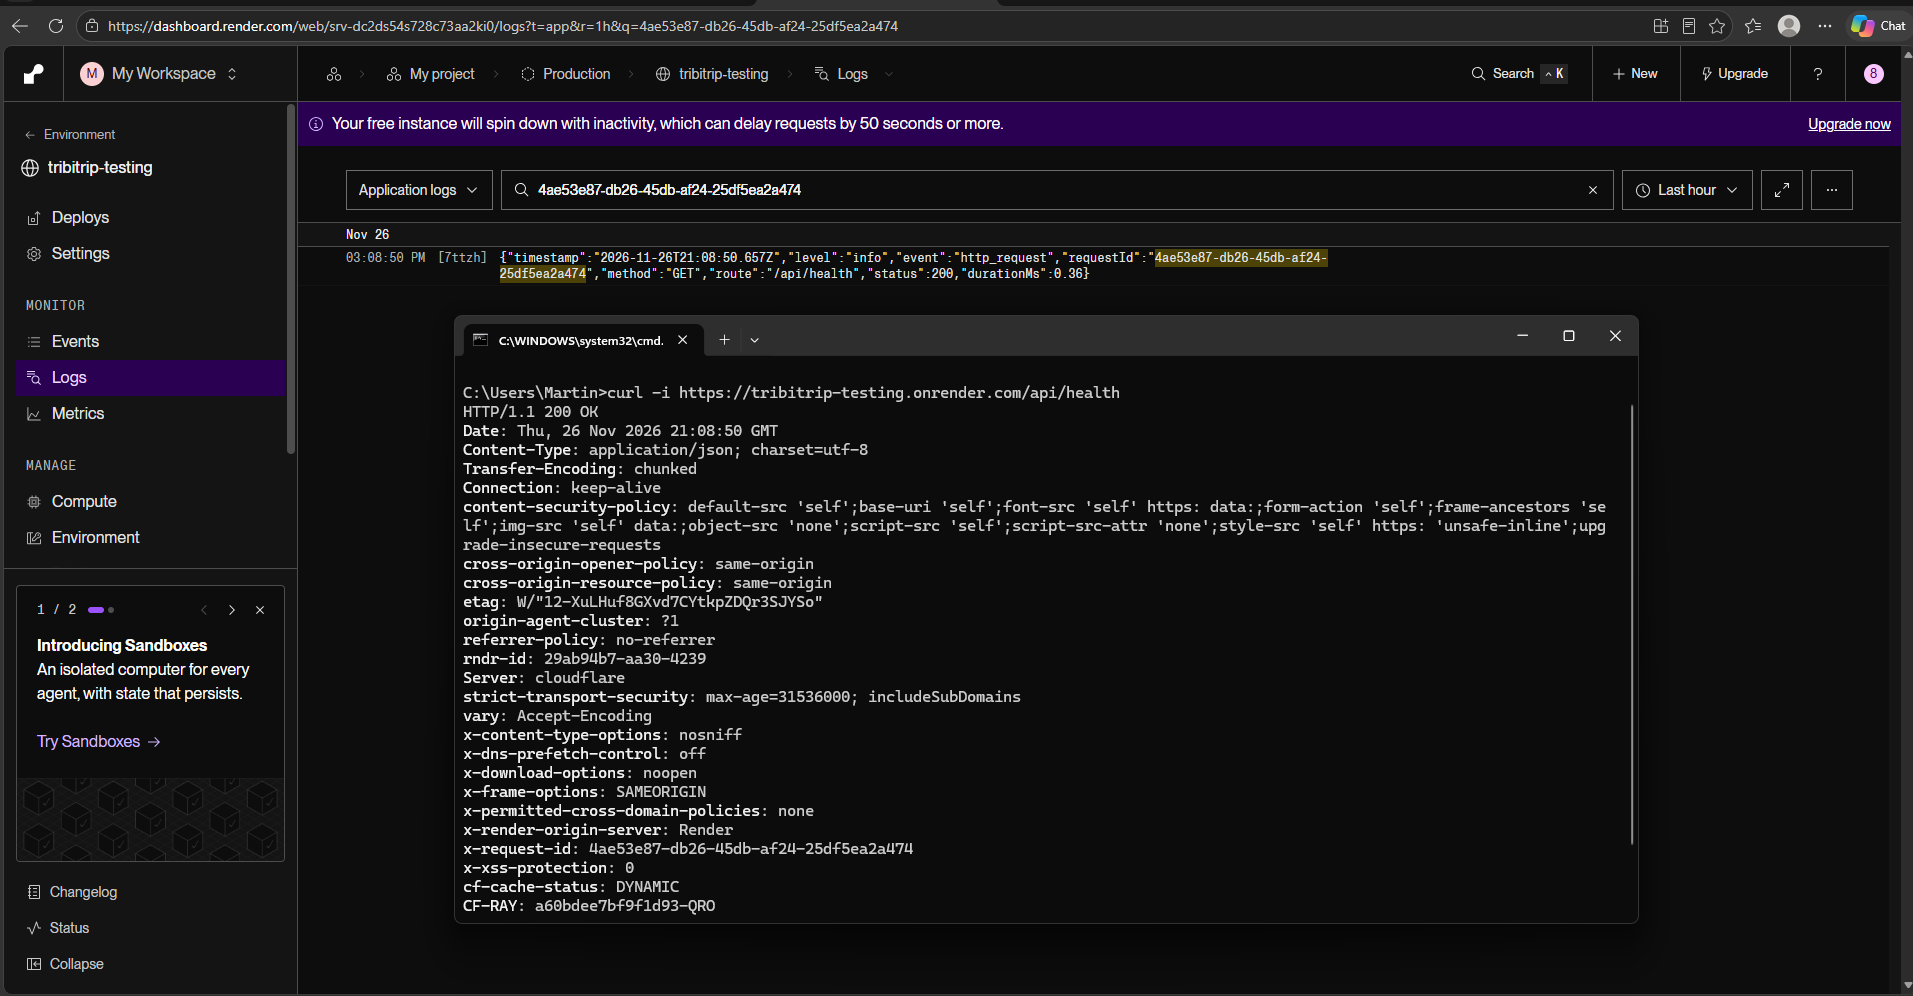 https://dashboard.render.com/web/srv-dc2ds54s728c73aa2ki0/logs?t=app&r=1h&q=4ae53e87-db26-45db-af24-25df5ea2a474
Chat
M My Workspace
My project
Production
tribitrip-testing
Logs
Search ^ K
+ New
Upgrade
?
8
Your free instance will spin down with inactivity, which can delay requests by 50 seconds or more.
Upgrade now
← Environment
tribitrip-testing
Deploys
Settings
MONITOR
Events
Logs
Metrics
MANAGE
Compute
Environment
1 / 2
Introducing Sandboxes
An isolated computer for every
agent, with state that persists.
Try Sandboxes →
Changelog
Status
Collapse
Application logs
4ae53e87-db26-45db-af24-25df5ea2a474
Last hour
Nov 26
03:08:50 PM [7ttzh] {"timestamp":"2026-11-26T21:08:50.657Z","level":"info","event":"http_request","requestId":"4ae53e87-db26-45db-af24-
25df5ea2a474","method":"GET","route":"/api/health","status":200,"durationMs":0.36}
C:\WINDOWS\system32\cmd.
C:\Users\Martin>curl -i https://tribitrip-testing.onrender.com/api/health
HTTP/1.1 200 OK
Date: Thu, 26 Nov 2026 21:08:50 GMT
Content-Type: application/json; charset=utf-8
Transfer-Encoding: chunked
Connection: keep-alive
content-security-policy: default-src 'self';base-uri 'self';font-src 'self' https: data:;form-action 'self';frame-ancestors 'se
lf';img-src 'self' data:;object-src 'none';script-src 'self';script-src-attr 'none';style-src 'self' https: 'unsafe-inline';upg
rade-insecure-requests
cross-origin-opener-policy: same-origin
cross-origin-resource-policy: same-origin
etag: W/"12-XuLHuf8GXvd7CYtkpZDQr3SJYSo"
origin-agent-cluster: ?1
referrer-policy: no-referrer
rndr-id: 29ab94b7-aa30-4239
Server: cloudflare
strict-transport-security: max-age=31536000; includeSubDomains
vary: Accept-Encoding
x-content-type-options: nosniff
x-dns-prefetch-control: off
x-download-options: noopen
x-frame-options: SAMEORIGIN
x-permitted-cross-domain-policies: none
x-render-origin-server: Render
x-request-id: 4ae53e87-db26-45db-af24-25df5ea2a474
x-xss-protection: 0
cf-cache-status: DYNAMIC
CF-RAY: a60bdee7bf9f1d93-QRO